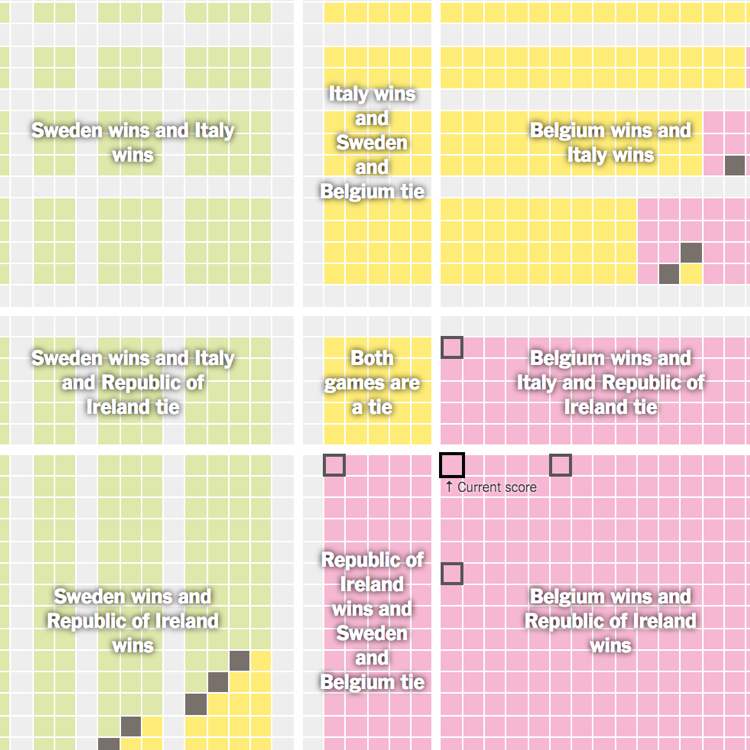 Sweden wins and Italy
wins
Italy wins
and
Sweden
and
Belgium tie
Belgium wins and
Italy wins
Sweden wins and Italy
and Republic of
Ireland tie
Both
games are
a tie
Belgium wins and
Italy and Republic of
Ireland tie
↑ Current score
Sweden wins and
Republic of Ireland
wins
Republic of
Ireland
wins and
Sweden
and
Belgium tie
Belgium wins and
Republic of Ireland
wins